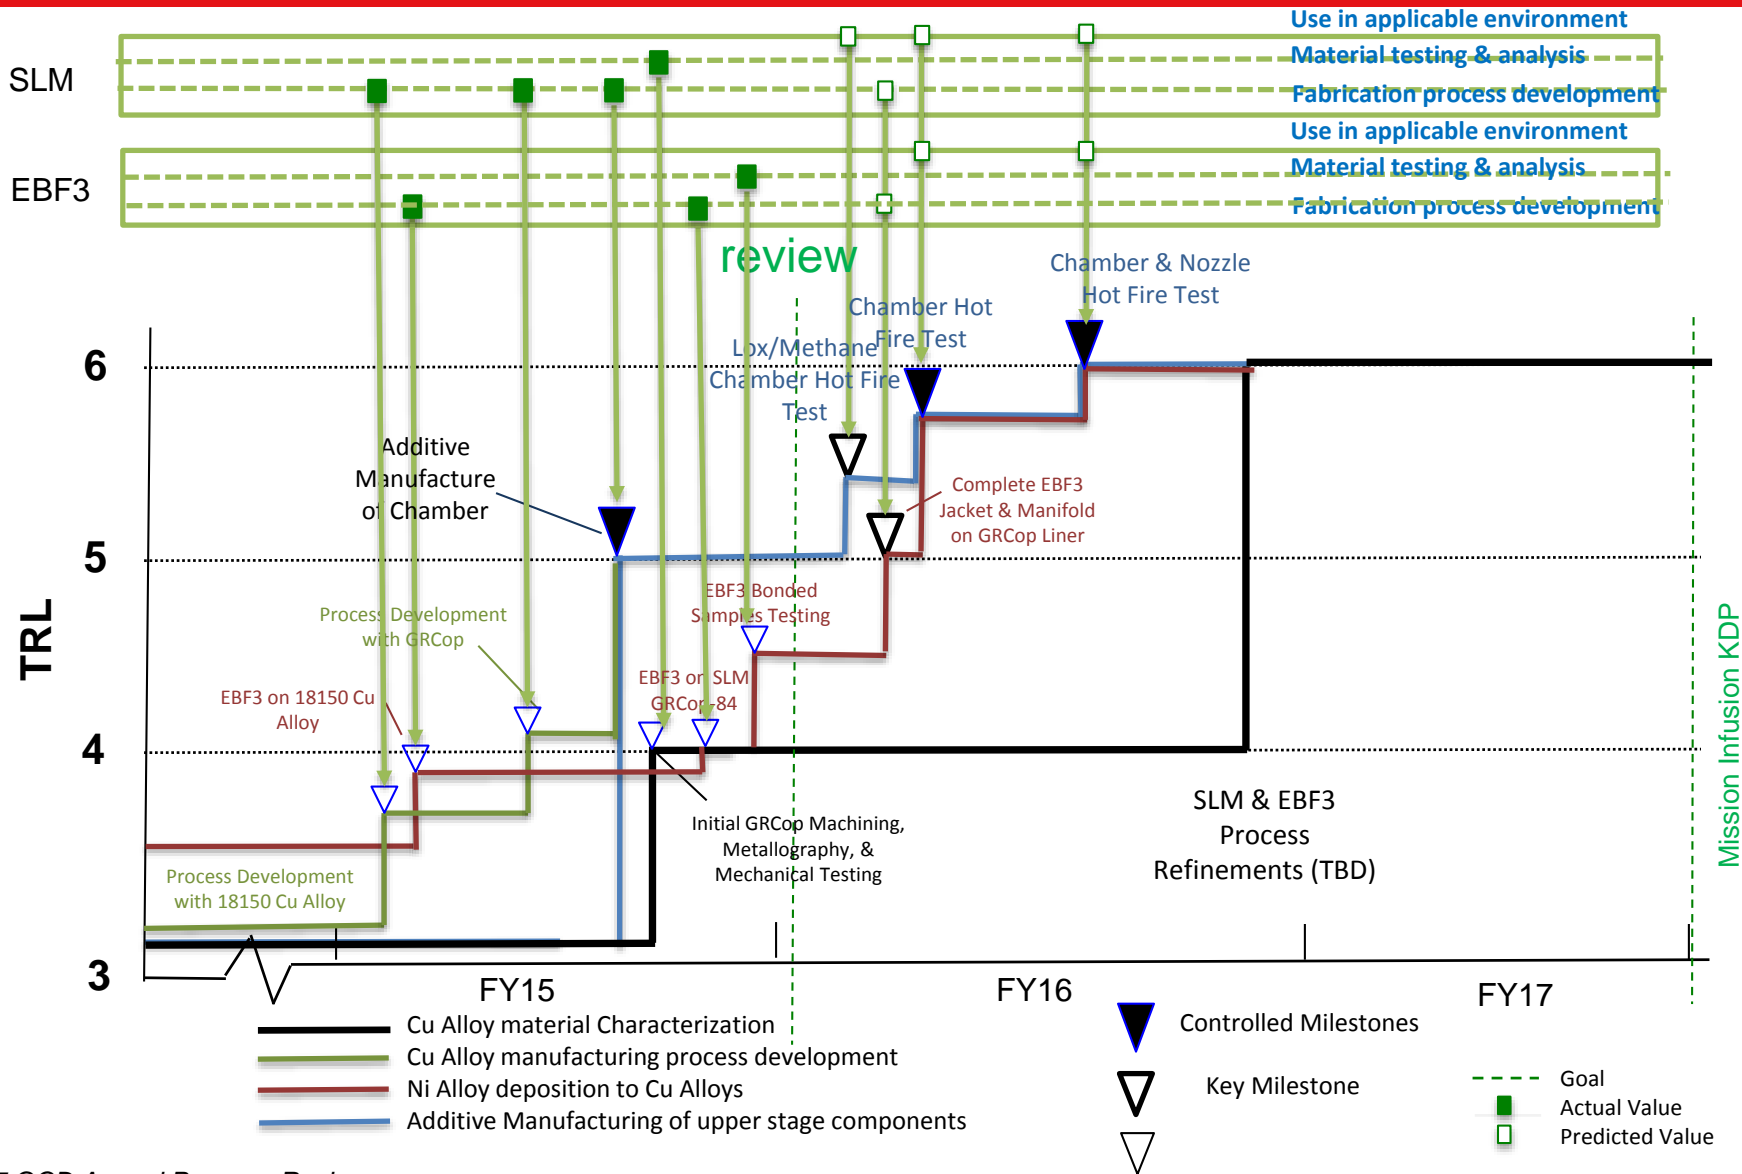 Use in applicable environment
Material testing & analysis
SLM
Fabrication process development
Use in applicable environment
Material testing & analysis
EBF3
Fabrication process development
review
Chamber & Nozzle
Hot Fire Test
Chamber Hot
Fire Test
Lox/Methane
Chamber Hot Fire
Test
6
Additive
Manufacture
of Chamber
Complete EBF3
Jacket & Manifold
on GRCop Liner
5
EBF3 Bonded
Samples Testing
Process Development
with GRCop
TRL
EBF3 on SLM
GRCop-84
EBF3 on 18150 Cu
Alloy
4
Mission Infusion KDP
Initial GRCop Machining,
Metallography, &
Mechanical Testing
SLM & EBF3
Process
Refinements (TBD)
Process Development
with 18150 Cu Alloy
3
FY15
FY16
FY17
Cu Alloy material Characterization
Cu Alloy manufacturing process development
Ni Alloy deposition to Cu Alloys
Additive Manufacturing of upper stage components
Controlled Milestones
Key Milestone
Goal
Actual Value
Predicted Value